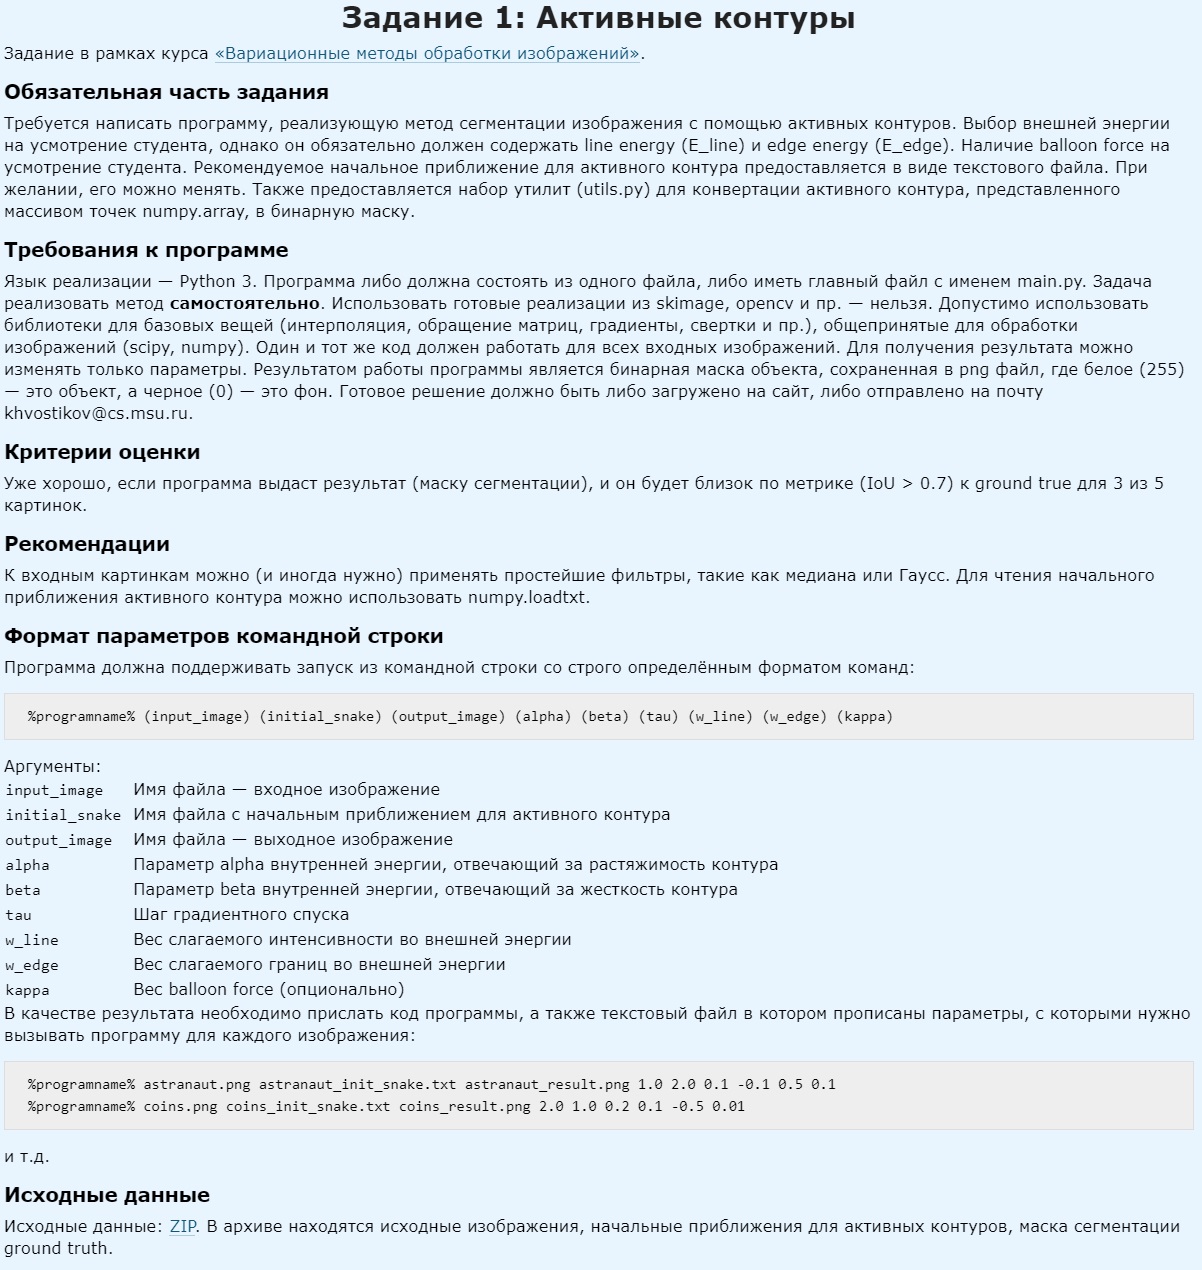 Задание 1: Активные контуры
Задание в рамках курса «Вариационные методы обработки изображений».
Обязательная часть задания
Требуется написать программу, реализующую метод сегментации изображения с помощью активных контуров. Выбор внешней энергии
на усмотрение студента, однако он обязательно должен содержать line energy (E_line) и edge energy (E_edge). Наличие balloon force на
усмотрение студента. Рекомендуемое начальное приближение для активного контура предоставляется в виде текстового файла. При
желании, его можно менять. Также предоставляется набор утилит (utils.py) для конвертации активного контура, представленного
массивом точек numpy.array, в бинарную маску.
Требования к программе
Язык реализации — Python 3. Программа либо должна состоять из одного файла, либо иметь главный файл с именем main.py. Задача
реализовать метод самостоятельно. Использовать готовые реализации из skimage, opencv и пр. — нельзя. Допустимо использовать
библиотеки для базовых вещей (интерполяция, обращение матриц, градиенты, свертки и пр.), общепринятые для обработки
изображений (scipy, numpy). Один и тот же код должен работать для всех входных изображений. Для получения результата можно
изменять только параметры. Результатом работы программы является бинарная маска объекта, сохраненная в png файл, где белое (255)
— это объект, а черное (0) — это фон. Готовое решение должно быть либо загружено на сайт, либо отправлено на почту
khvostikov@cs.msu.ru.
Критерии оценки
Уже хорошо, если программа выдаст результат (маску сегментации), и он будет близок по метрике (IoU > 0.7) к ground true для 3 из 5
картинок.
Рекомендации
К входным картинкам можно (и иногда нужно) применять простейшие фильтры, такие как медиана или Гаусс. Для чтения начального
приближения активного контура можно использовать numpy.loadtxt.
Формат параметров командной строки
Программа должна поддерживать запуск из командной строки со строго определённым форматом команд:
%programname% (input_image) (initial_snake) (output_image) (alpha) (beta) (tau) (w_line) (w_edge) (kappa)
Аргументы:
input_image Имя файла — входное изображение
initial_snake Имя файла с начальным приближением для активного контура
output_image Имя файла — выходное изображение
alpha Параметр alpha внутренней энергии, отвечающий за растяжимость контура
beta Параметр beta внутренней энергии, отвечающий за жесткость контура
tau Шаг градиентного спуска
w_line Вес слагаемого интенсивности во внешней энергии
w_edge Вес слагаемого границ во внешней энергии
kappa Вес balloon force (опционально)
В качестве результата необходимо прислать код программы, а также текстовый файл в котором прописаны параметры, с которыми нужно
вызывать программу для каждого изображения:
%programname% astranaut.png astranaut_init_snake.txt astranaut_result.png 1.0 2.0 0.1 -0.1 0.5 0.1
%programname% coins.png coins_init_snake.txt coins_result.png 2.0 1.0 0.2 0.1 -0.5 0.01
и т.д.
Исходные данные
Исходные данные: ZIP. В архиве находятся исходные изображения, начальные приближения для активных контуров, маска сегментации
ground truth.